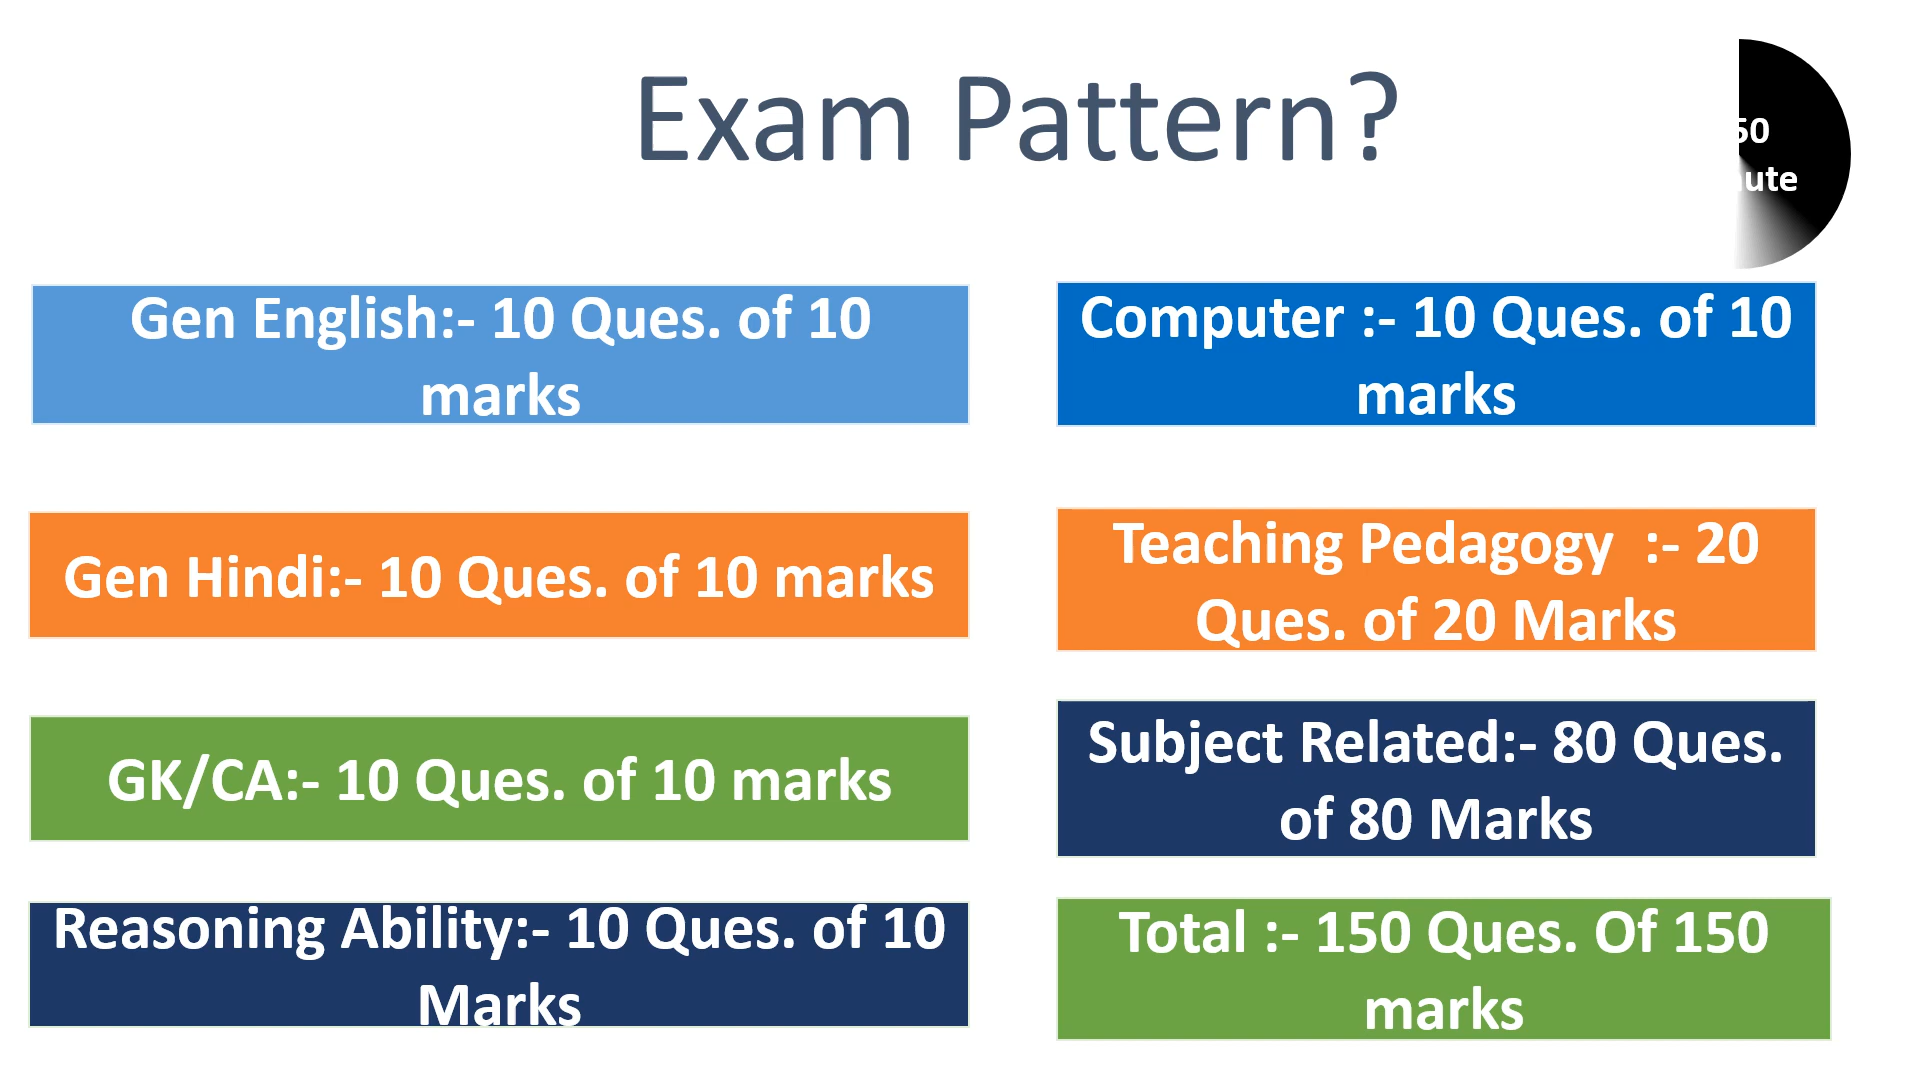 Exam Pattern?
50
Gen English:- 10 Ques. of 10
marks
Computer :- 10 Ques. of 10
marks
Gen Hindi:- 10 Ques. of 10 marks
Teaching Pedagogy  :- 20
Ques. of 20 Marks
GK/CA:- 10 Ques. of 10 marks
Subject Related:- 80 Ques.
of 80 Marks
Reasoning Ability:- 10 Ques. of 10
Marks
Total :- 150 Ques. Of 150
marks